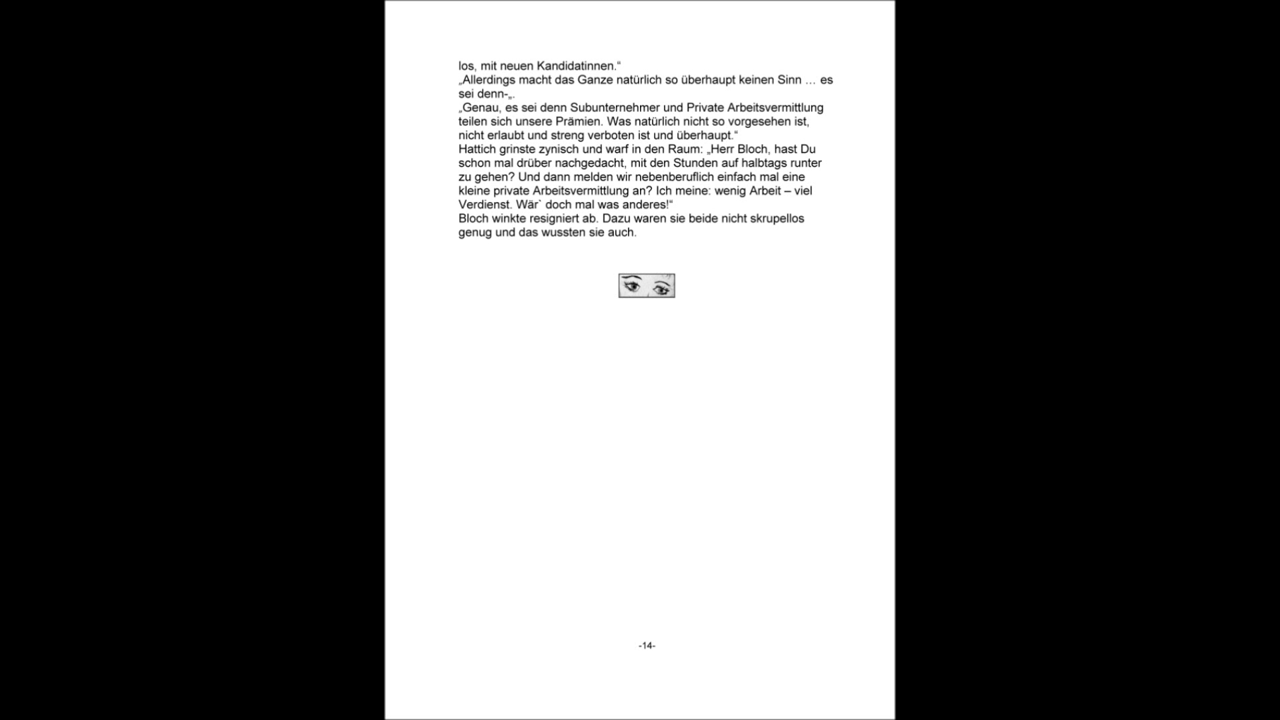 los, mit neuen Kandidatinnen.“
„Allerdings macht das Ganze natürlich so überhaupt keinen Sinn … es
sei denn-„.
„Genau, es sei denn Subunternehmer und Private Arbeitsvermittlung
teilen sich unsere Prämien. Was natürlich nicht so vorgesehen ist,
nicht erlaubt und streng verboten ist und überhaupt.“
Hattich grinste zynisch und warf in den Raum: „Herr Bloch, hast Du
schon mal drüber nachgedacht, mit den Stunden auf halbtags runter
zu gehen? Und dann melden wir nebenberuflich einfach mal eine
kleine private Arbeitsvermittlung an? Ich meine: wenig Arbeit – viel
Verdienst. Wär` doch mal was anderes!“
Bloch winkte resigniert ab. Dazu waren sie beide nicht skrupellos
genug und das wussten sie auch.
-14-